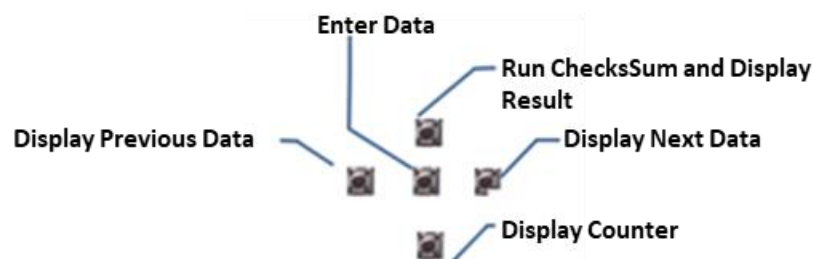 Enter Data
Run ChecksSum and Display
Result
Display Previous Data
Display Next Data
Display Counter